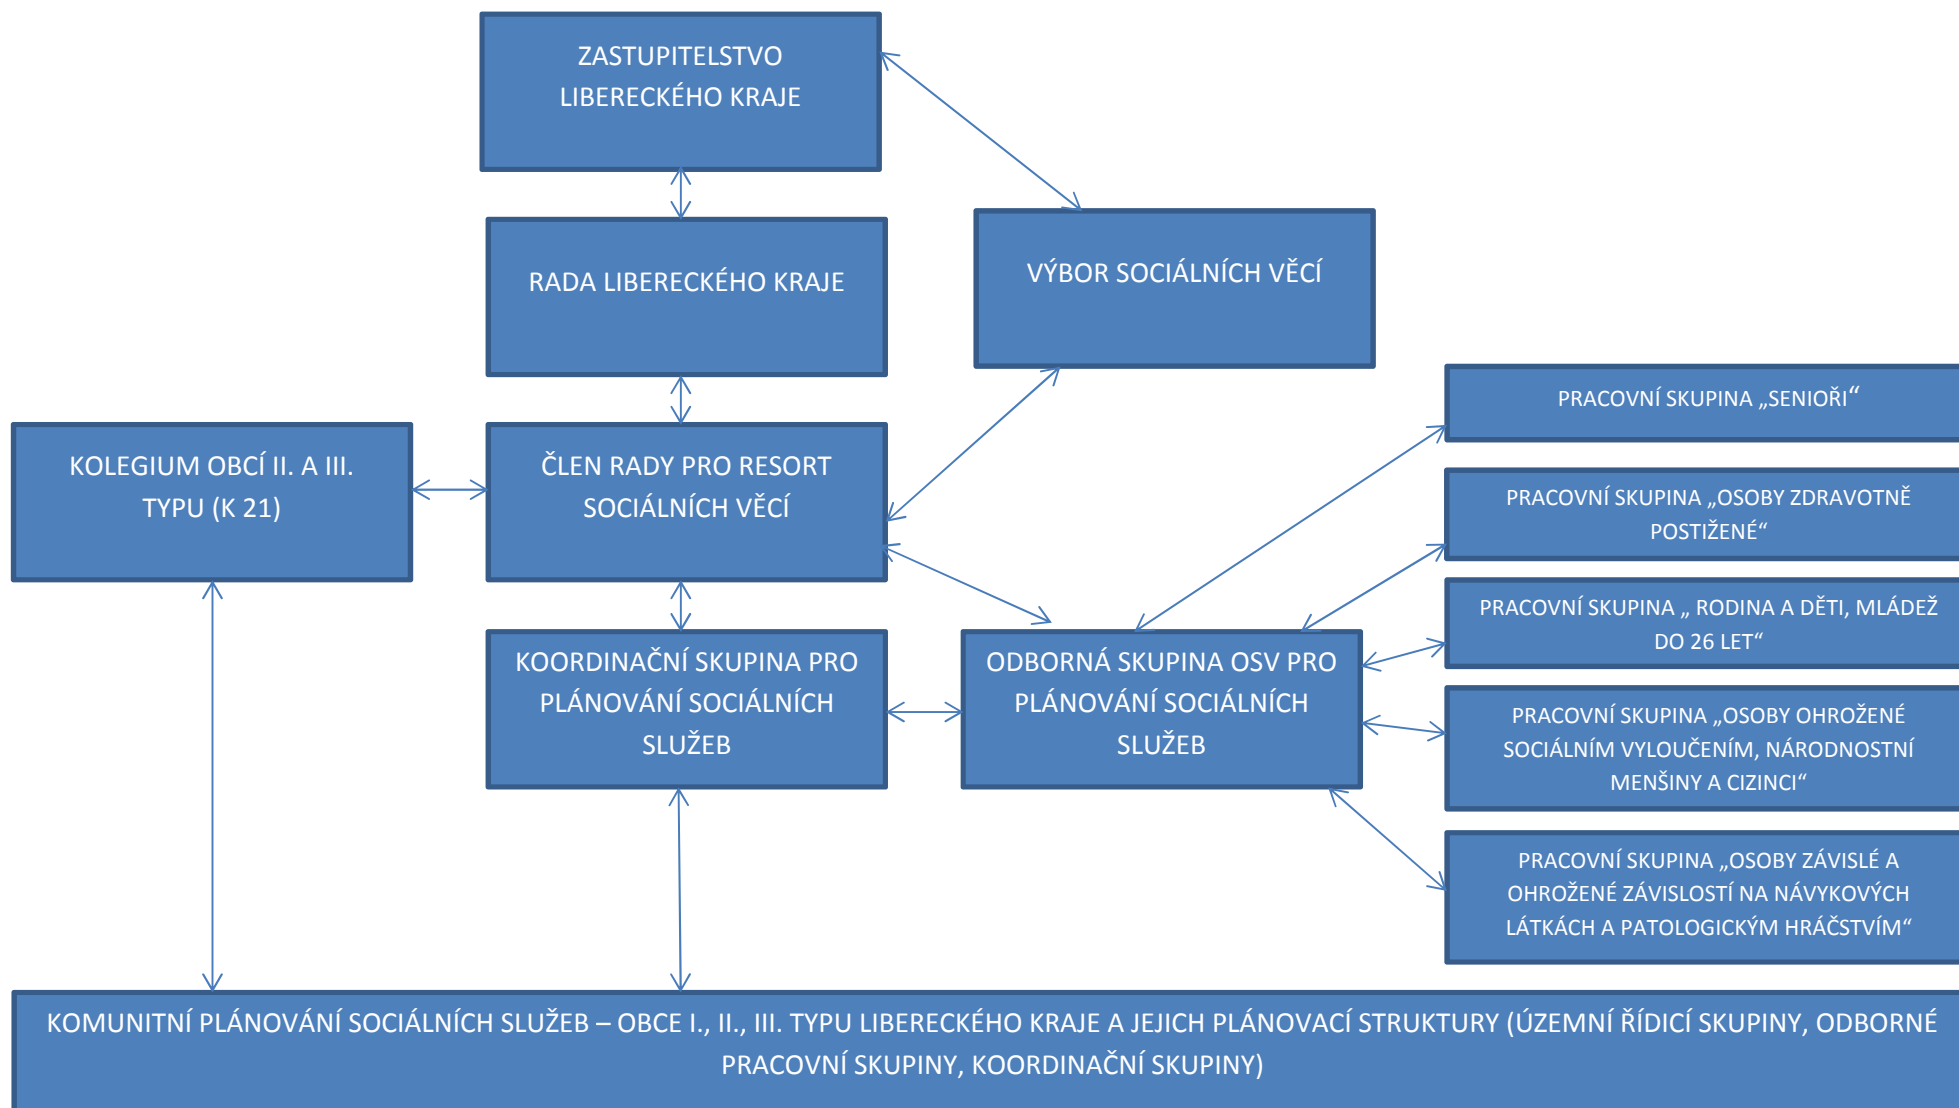 ZASTUPITELSTVO
LIBERECKÉHO KRAJE
RADA LIBERECKÉHO KRAJE
VÝBOR SOCIÁLNÍCH VĚCÍ
PRACOVNÍ SKUPINA „SENIOŘI“
KOLEGIUM OBCÍ II. A III.
TYPU (K 21)
ČLEN RADY PRO RESORT
SOCIÁLNÍCH VĚCÍ
PRACOVNÍ SKUPINA „OSOBY ZDRAVOTNĚ
POSTIŽENÉ“
PRACOVNÍ SKUPINA „ RODINA A DĚTI, MLÁDEŽ
DO 26 LET“
KOORDINAČNÍ SKUPINA PRO
PLÁNOVÁNÍ SOCIÁLNÍCH
SLUŽEB
ODBORNÁ SKUPINA OSV PRO
PLÁNOVÁNÍ SOCIÁLNÍCH
SLUŽEB
PRACOVNÍ SKUPINA „OSOBY OHROŽENÉ
SOCIÁLNÍM VYLOUČENÍM, NÁRODNOSTNÍ
MENŠINY A CIZINCI“
PRACOVNÍ SKUPINA „OSOBY ZÁVISLÉ A
OHROŽENÉ ZÁVISLOSTÍ NA NÁVYKOVÝCH
LÁTKÁCH A PATOLOGICKÝM HRÁČSTVÍM“
KOMUNITNÍ PLÁNOVÁNÍ SOCIÁLNÍCH SLUŽEB – OBCE I., II., III. TYPU LIBERECKÉHO KRAJE A JEJICH PLÁNOVACÍ STRUKTURY (ÚZEMNÍ ŘÍDICÍ SKUPINY, ODBORNÉ
PRACOVNÍ SKUPINY, KOORDINAČNÍ SKUPINY)